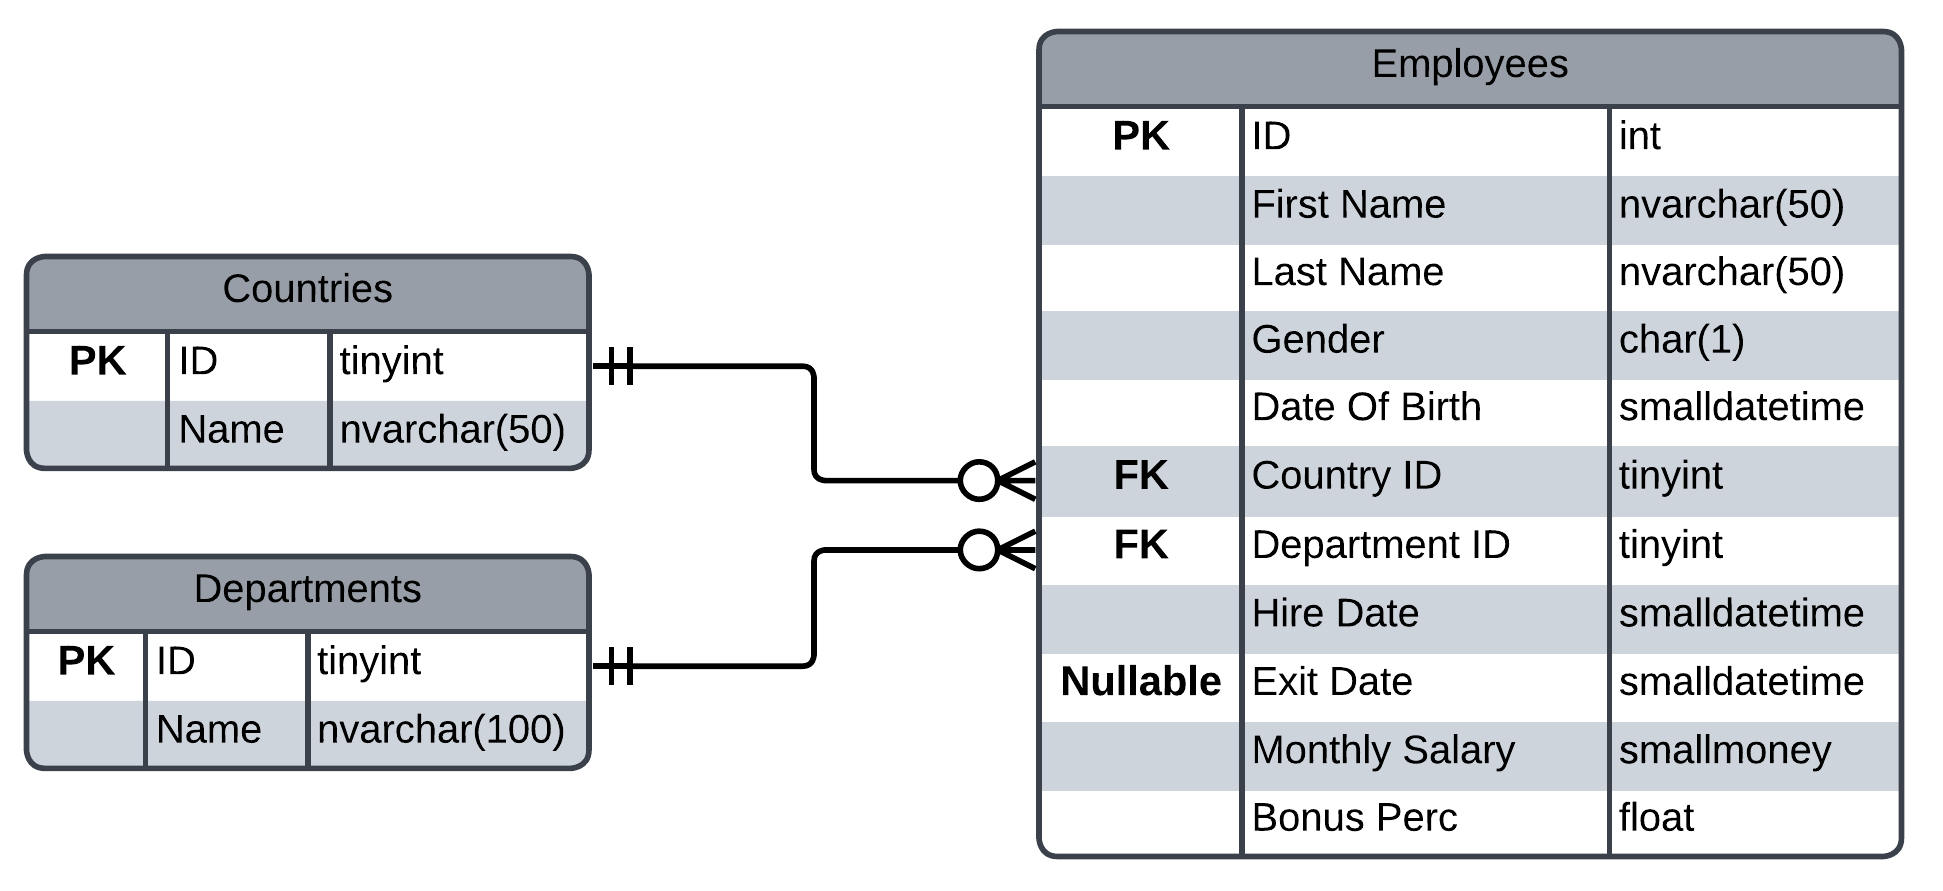 Countries
PK ID tinyint
Name nvarchar(50)
Departments
PK ID tinyint
Name nvarchar(100)
Employees
PK ID int
First Name nvarchar(50)
Last Name nvarchar(50)
Gender char(1)
Date Of Birth smalldatetime
FK Country ID tinyint
FK Department ID tinyint
Hire Date smalldatetime
Nullable Exit Date smalldatetime
Monthly Salary smallmoney
Bonus Perc float